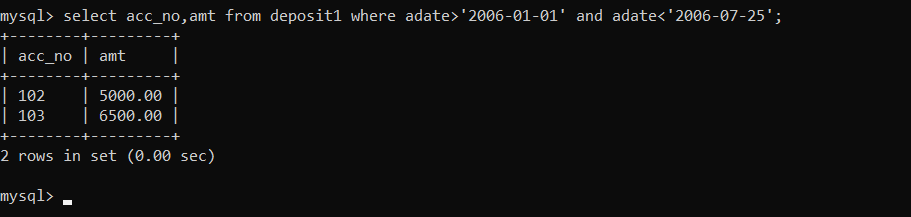 mysql> select acc_no,amt from deposit1 where adate>'2006-01-01' and adate<'2006-07-25';
+--------+---------+
| acc_no | amt     |
+--------+---------+
| 102    | 5000.00 |
| 103    | 6500.00 |
+--------+---------+
2 rows in set (0.00 sec)
mysql>